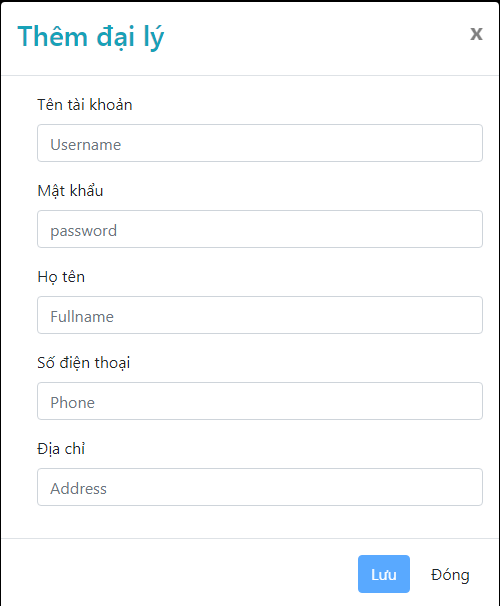 Thêm đại lý x
Tên tài khoản
Username
Mật khẩu
password
Họ tên
Fullname
Số điện thoại
Phone
Địa chỉ
Address
Lưu Đóng